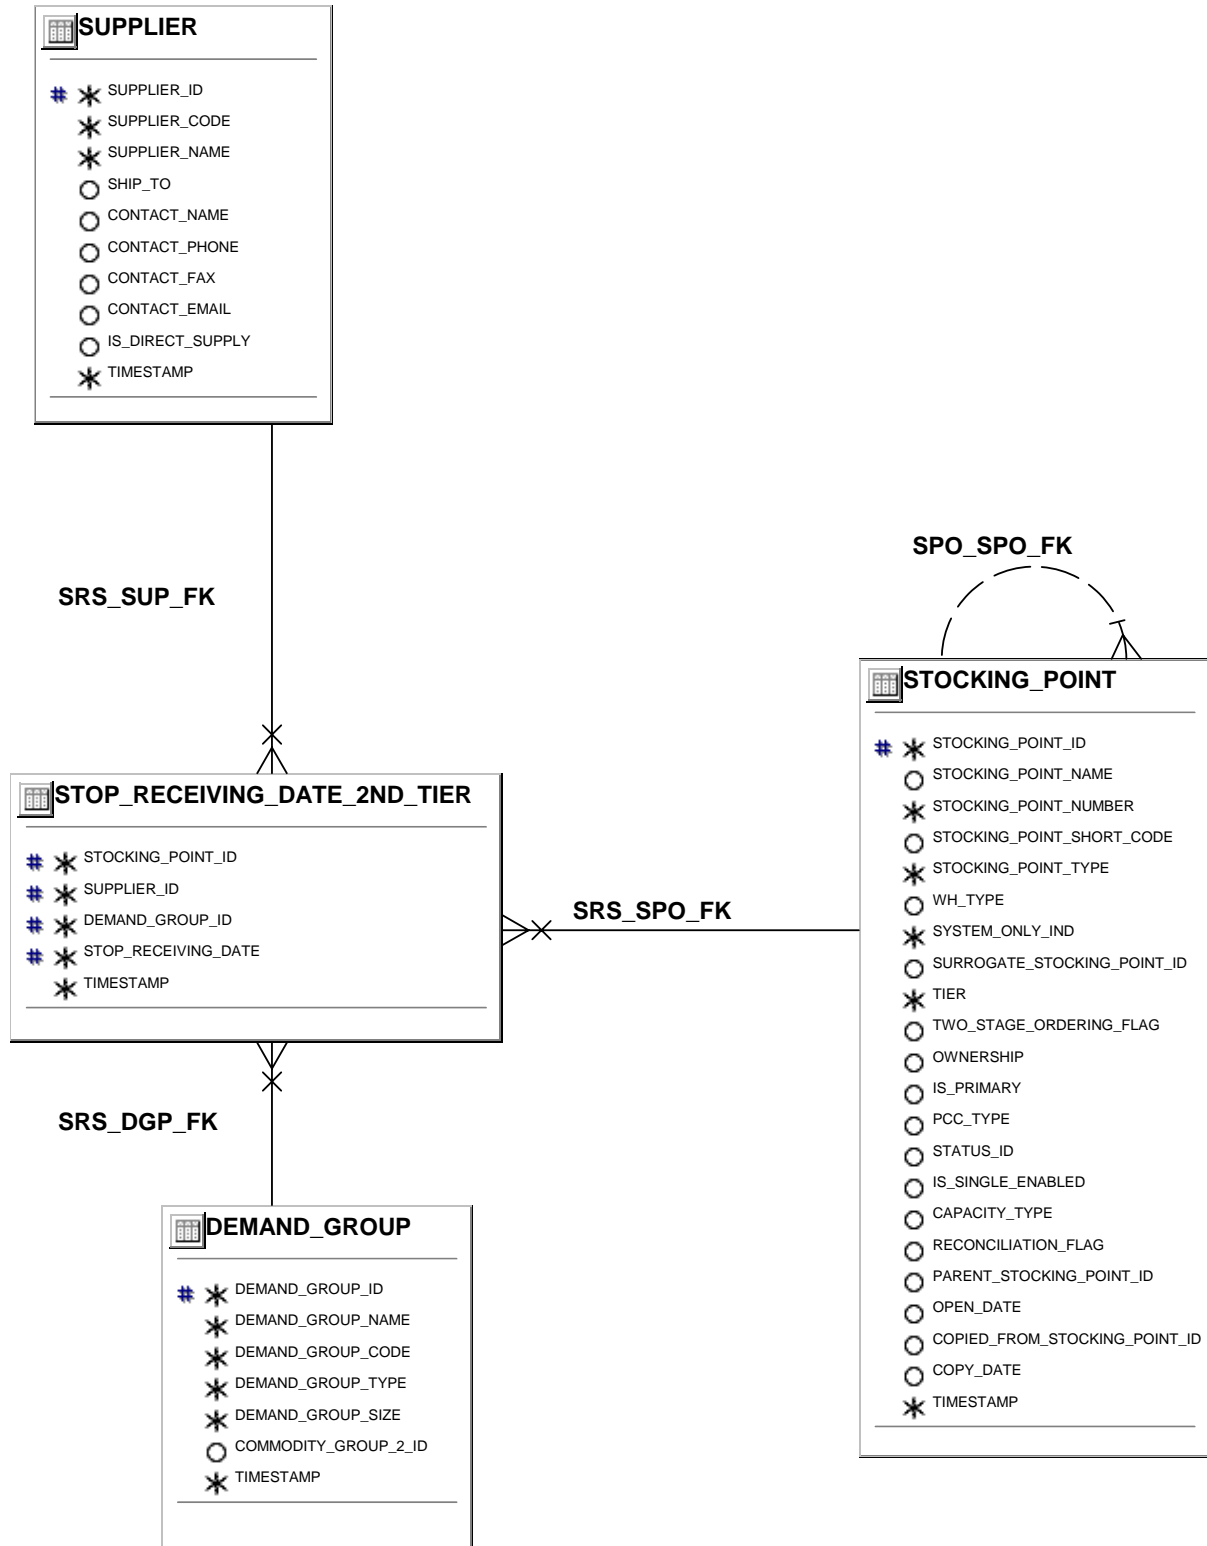 SUPPLIER
# * SUPPLIER_ID
* SUPPLIER_CODE
* SUPPLIER_NAME
O SHIP_TO
O CONTACT_NAME
O CONTACT_PHONE
O CONTACT_FAX
O CONTACT_EMAIL
O IS_DIRECT_SUPPLY
* TIMESTAMP
SRS_SUP_FK
STOP_RECEIVING_DATE_2ND_TIER
# * STOCKING_POINT_ID
# * SUPPLIER_ID
# * DEMAND_GROUP_ID
# * STOP_RECEIVING_DATE
* TIMESTAMP
SRS_SPO_FK
SPO_SPO_FK
STOCKING_POINT
# * STOCKING_POINT_ID
O STOCKING_POINT_NAME
* STOCKING_POINT_NUMBER
O STOCKING_POINT_SHORT_CODE
* STOCKING_POINT_TYPE
O WH_TYPE
* SYSTEM_ONLY_IND
O SURROGATE_STOCKING_POINT_ID
* TIER
O TWO_STAGE_ORDERING_FLAG
O OWNERSHIP
O IS_PRIMARY
O PCC_TYPE
O STATUS_ID
O IS_SINGLE_ENABLED
O CAPACITY_TYPE
O RECONCILIATION_FLAG
O PARENT_STOCKING_POINT_ID
O OPEN_DATE
O COPIED_FROM_STOCKING_POINT_ID
O COPY_DATE
* TIMESTAMP
SRS_DGP_FK
DEMAND_GROUP
# * DEMAND_GROUP_ID
* DEMAND_GROUP_NAME
* DEMAND_GROUP_CODE
* DEMAND_GROUP_TYPE
* DEMAND_GROUP_SIZE
O COMMODITY_GROUP_2_ID
* TIMESTAMP